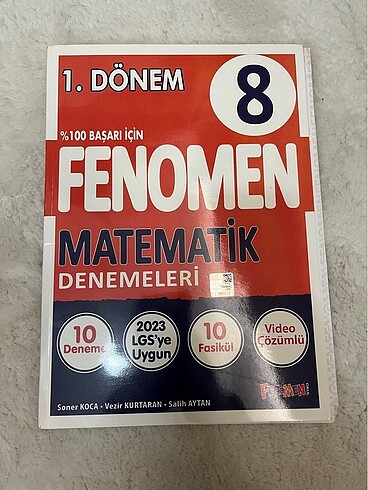 1. DÖNEM
8
%100 BAŞARI İÇİN
FENOMEN
MATEMATİK
DENEMELERİ
10
Deneme
2023
LGS'ye
Uygun
10
Fasikül
Video
Çözümlü
FENOMEN
Soner KOCA - Vezir KURTARAN - Salih AYTAN